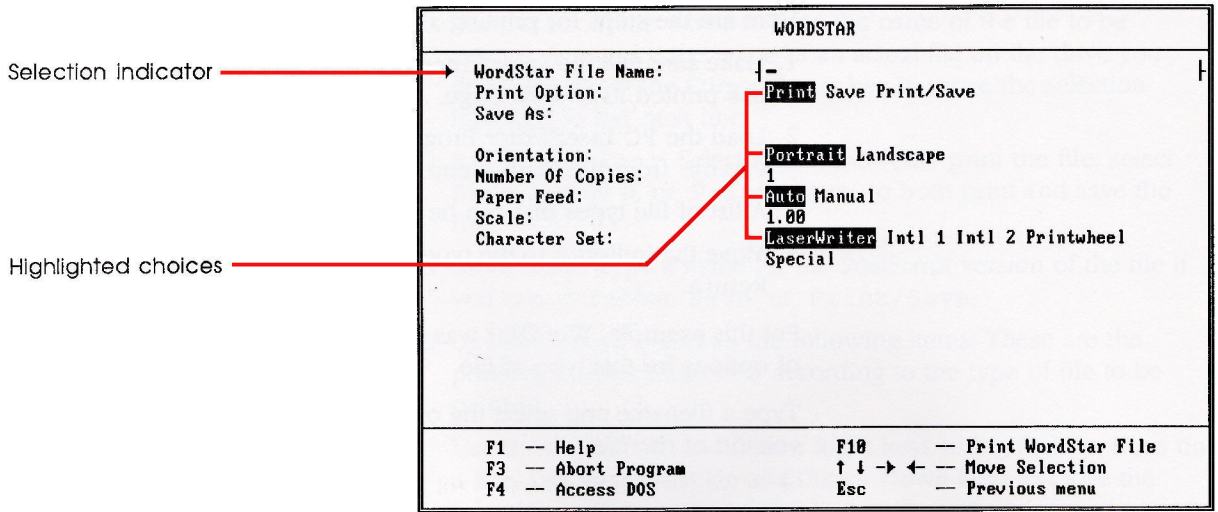 WORDSTAR
Selection indicator
WordStar File Name:
Print Option: Print Save Print/Save
Save As:
Orientation: Portrait Landscape
Number Of Copies: 1
Paper Feed: Auto Manual
Scale: 1.00
Character Set: LaserWriter Intl 1 Intl 2 Printwheel
Special
Highlighted choices
F1 -- Help F10 -- Print WordStar File
F3 -- Abort Program ↑ ↓ → ← -- Move Selection
F4 -- Access DOS Esc -- Previous menu